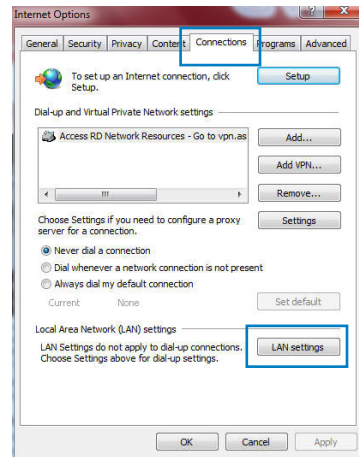 Internet Options
General Security Privacy Content Connections Programs Advanced
To set up an Internet connection, click
Setup.
Setup
Dial-up and Virtual Private Network settings
Access RD Network Resources - Go to vpn.as
Add...
Add VPN...
Remove...
Choose Settings if you need to configure a proxy
server for a connection.
Settings
Never dial a connection
Dial whenever a network connection is not present
Always dial my default connection
Current None
Set default
Local Area Network (LAN) settings
LAN Settings do not apply to dial-up connections.
Choose Settings above for dial-up settings.
LAN settings
OK Cancel Apply